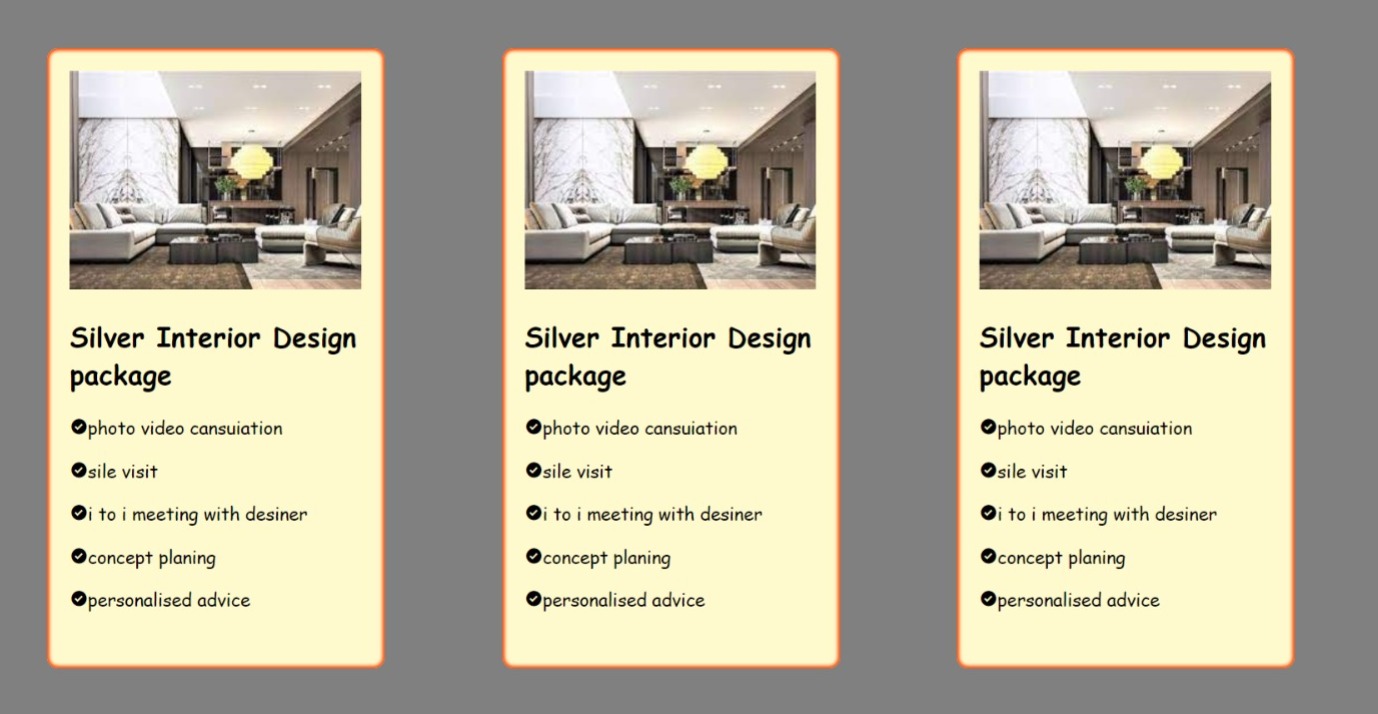 Silver Interior Design
package
photo video cansuiation
sile visit
i to i meeting with desiner
concept planing
personalised advice
Silver Interior Design
package
photo video cansuiation
sile visit
i to i meeting with desiner
concept planing
personalised advice
Silver Interior Design
package
photo video cansuiation
sile visit
i to i meeting with desiner
concept planing
personalised advice